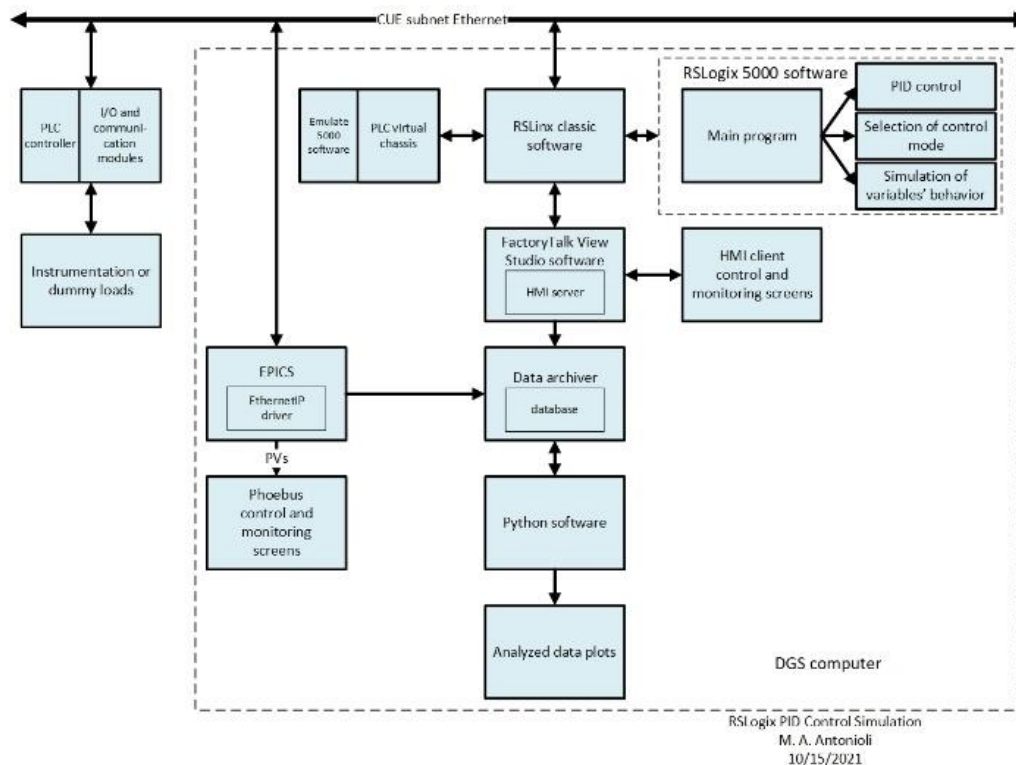 CUE subnet Ethernet
PLC
controller
I/O and
communi-
cation
modules
Instrumentation or
dummy loads
Emulate
5000
software
PLC virtual
chassis
RSLinx classic
software
RSLogix 5000 software
Main program
PID control
Selection of control
mode
Simulation of
variables' behavior
FactoryTalk View
Studio software
HMI server
HMI client
control and
monitoring screens
EPICS
EthernetIP
driver
PVs
Phoebus
control and
monitoring
screens
Data archiver
database
Python software
Analyzed data plots
DGS computer
RSLogix PID Control Simulation
M. A. Antonioli
10/15/2021